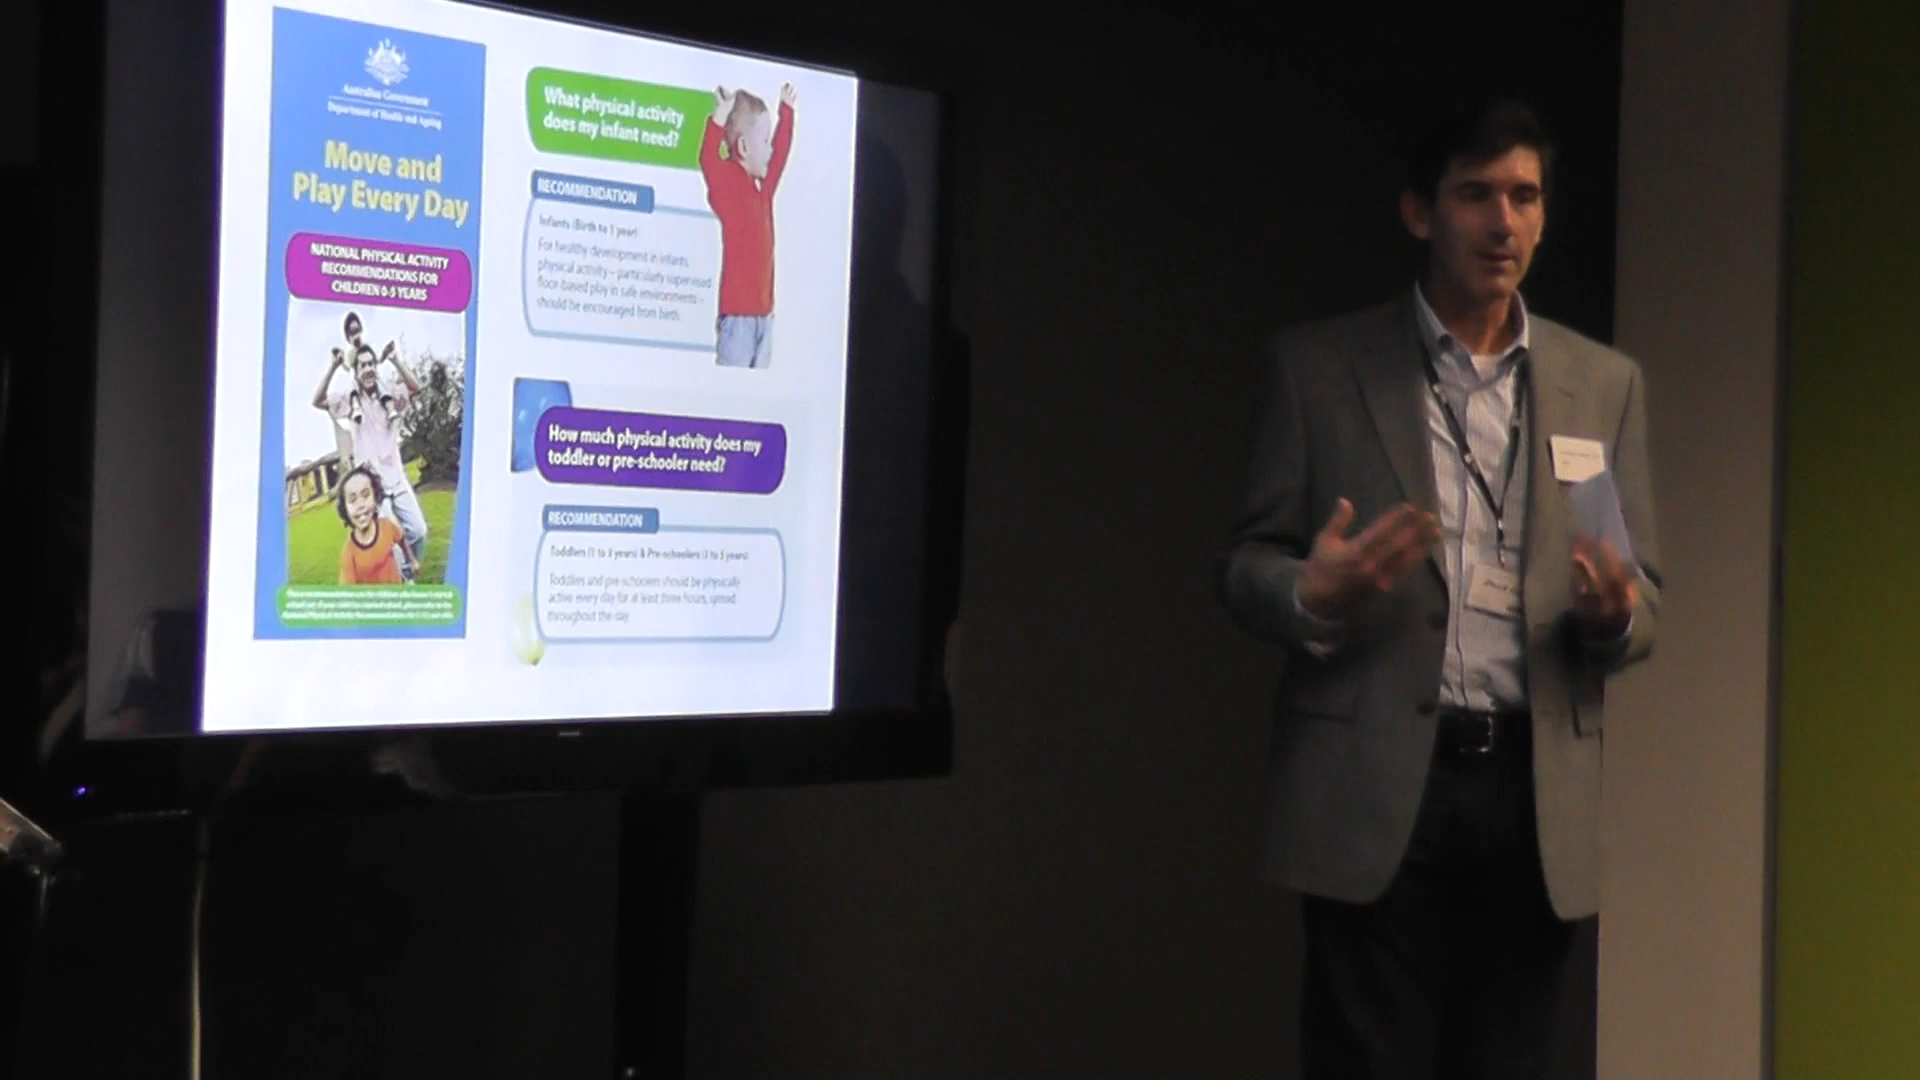 Australian Government
Department of Health and Ageing
Move and
Play Every Day
NATIONAL PHYSICAL ACTIVITY
RECOMMENDATIONS FOR
CHILDREN 0-5 YEARS
What physical activity
does my infant need?
RECOMMENDATION
Infants (Birth to 1 year)
For healthy development in infants,
physical activity – particularly supervised
floor-based play in safe environments –
should be encouraged from birth.
How much physical activity does my
toddler or pre-schooler need?
RECOMMENDATION
Toddlers (1 to 3 years) & Pre-schoolers (3 to 5 years)
Toddlers and pre-schoolers should be physically
active every day for at least three hours, spread
throughout the day.